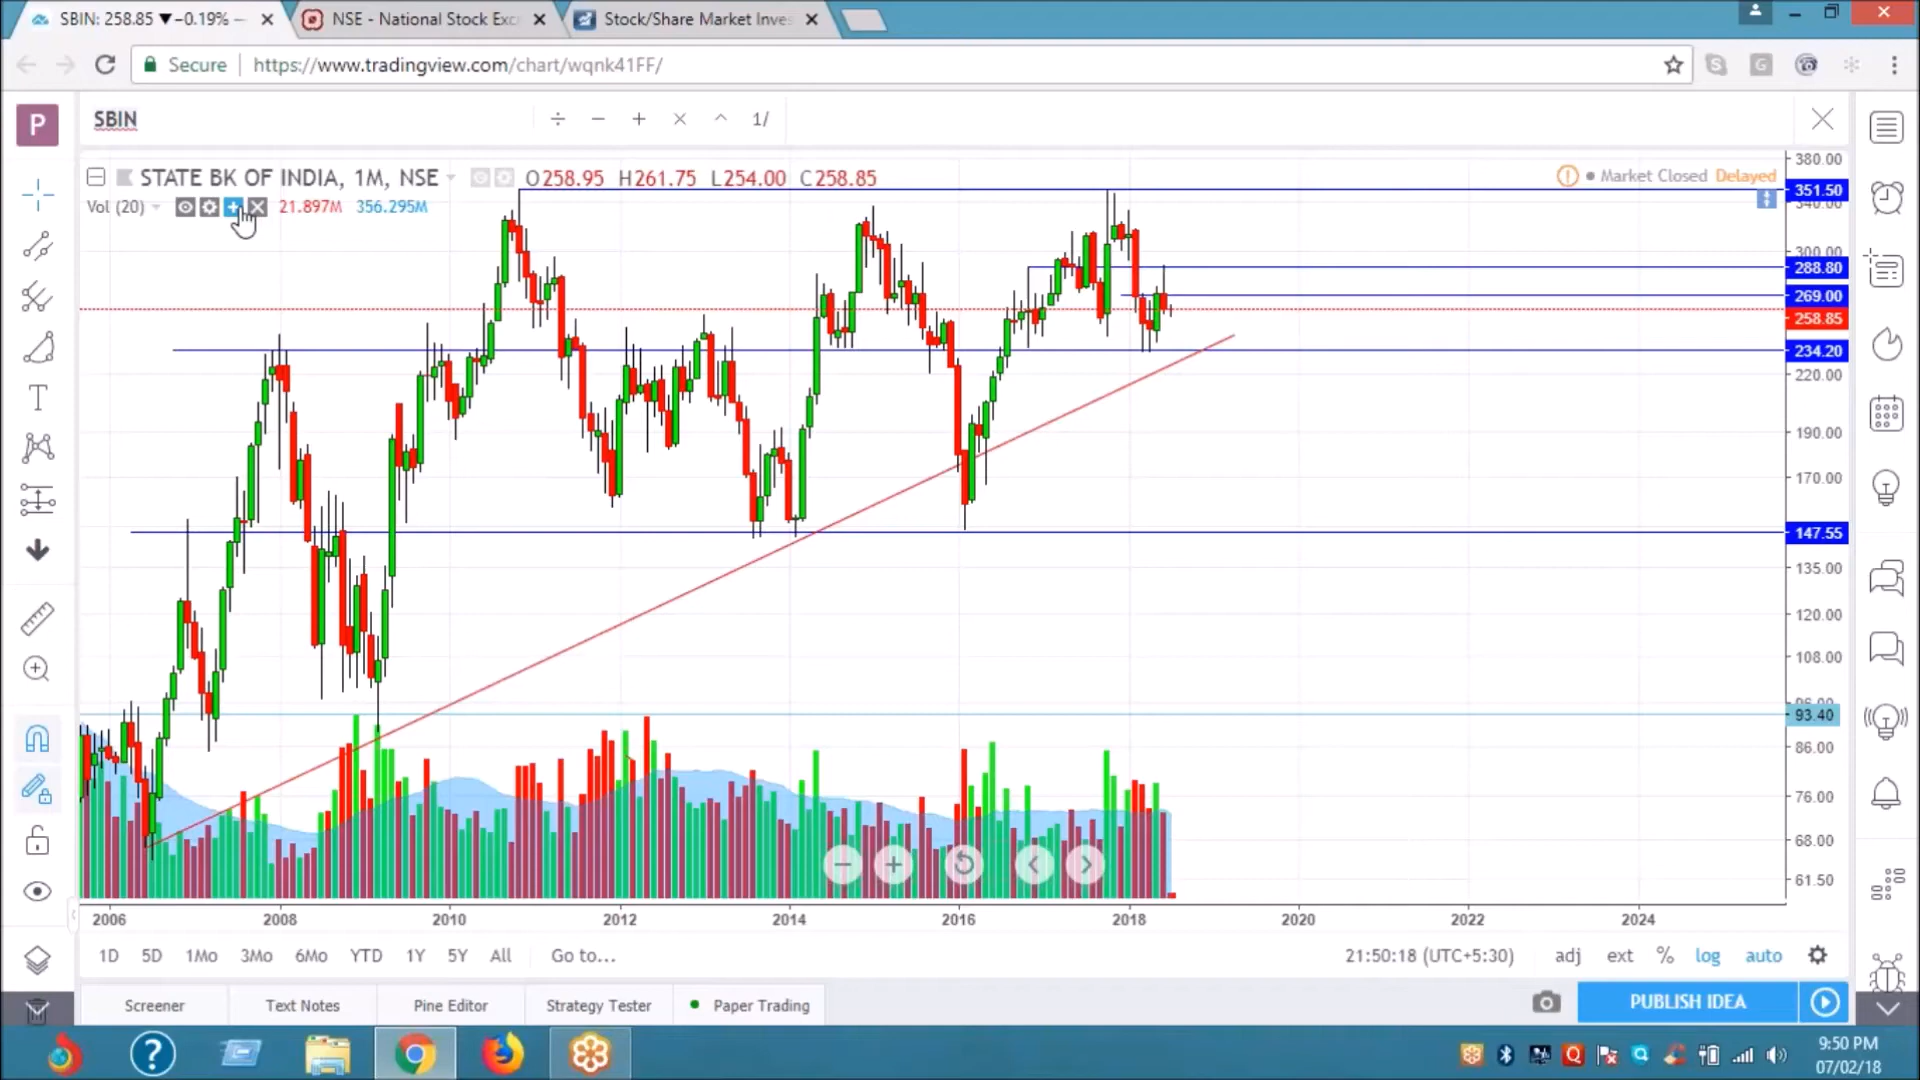 SBIN: 258.85 ▼−0.19% −
NSE - National Stock Exc
Stock/Share Market Inves
Secure
https://www.tradingview.com/chart/wqnk41FF/
P
SBIN
÷ − + × ^ 1/
STATE BK OF INDIA, 1M, NSE
O258.95 H261.75 L254.00 C258.85
Market Closed Delayed
Vol (20)
21.897M 356.295M
380.00
351.50
340.00
300.00
288.80
269.00
258.85
234.20
220.00
190.00
170.00
147.55
135.00
120.00
108.00
96.00
93.40
86.00
76.00
68.00
61.50
2006 2008 2010 2012 2014 2016 2018 2020 2022 2024
1D 5D 1Mo 3Mo 6Mo YTD 1Y 5Y All Go to...
21:50:18 (UTC+5:30) adj ext % log auto
Screener Text Notes Pine Editor Strategy Tester Paper Trading
PUBLISH IDEA
9:50 PM
07/02/18